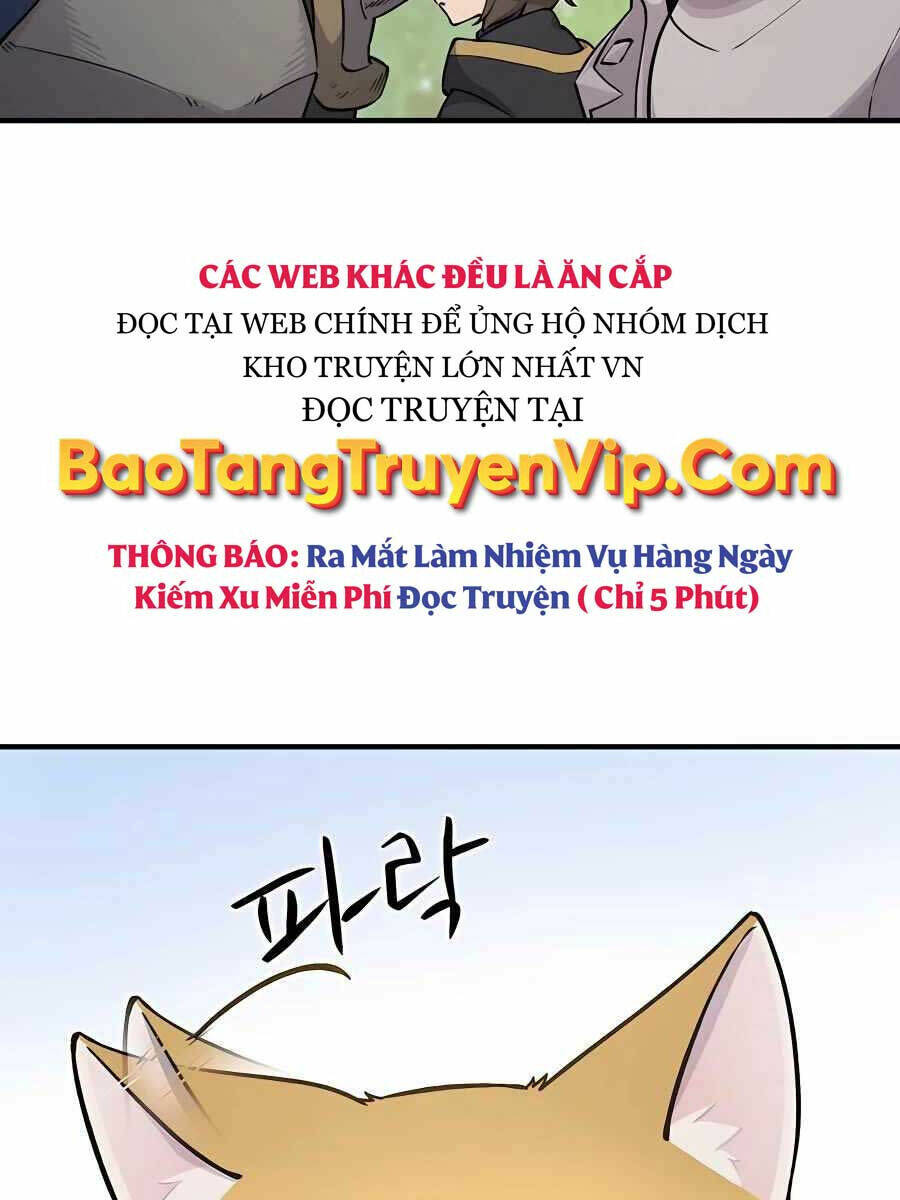 CÁC WEB KHÁC ĐỀU LÀ ĂN CẮP
ĐỌC TẠI WEB CHÍNH ĐỂ ỦNG HỘ NHÓM DỊCH
KHO TRUYỆN LỚN NHẤT VN
ĐỌC TRUYỆN TẠI
BaoTangTruyenVip.Com
THÔNG BÁO: Ra Mắt Làm Nhiệm Vụ Hàng Ngày
Kiếm Xu Miễn Phí Đọc Truyện ( Chỉ 5 Phút)
파락